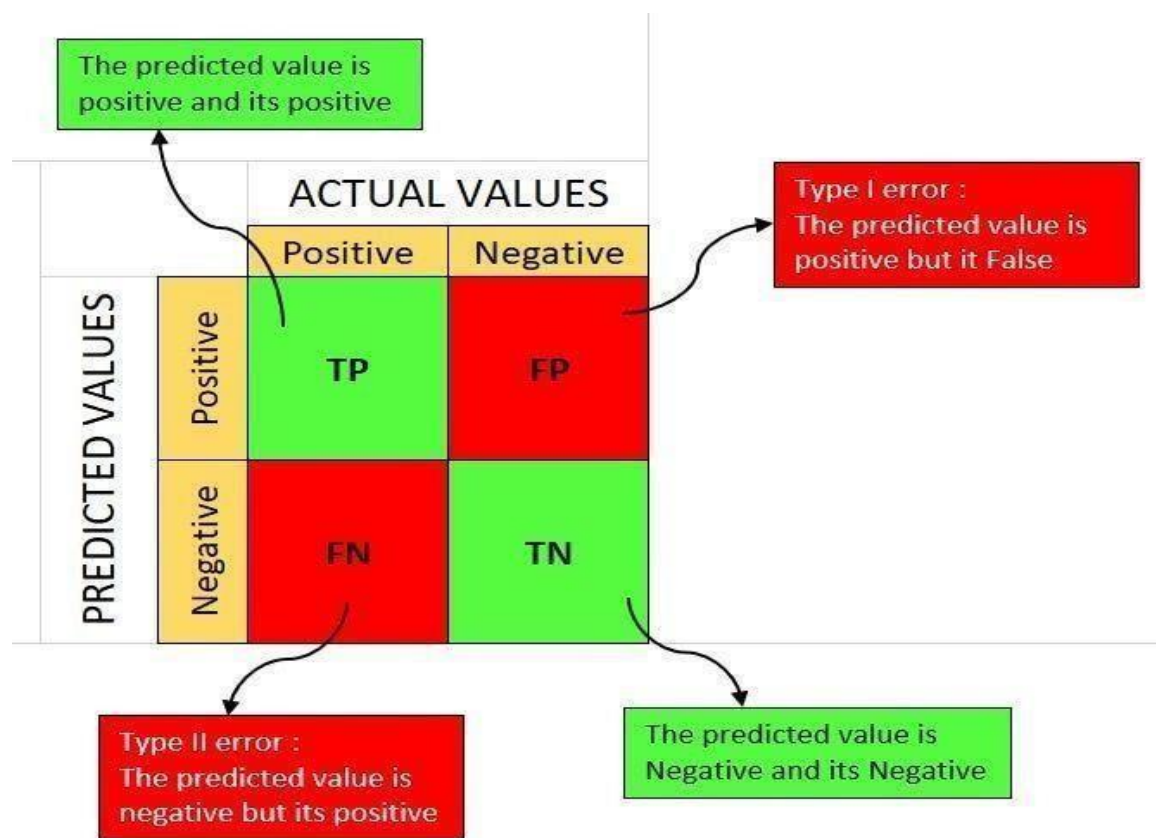 The predicted value is
positive and its positive
ACTUAL VALUES
Type I error :
The predicted value is
positive but it False
Positive
Negative
PREDICTED VALUES
Positive
TP
FP
Negative
FN
TN
Type II error :
The predicted value is
negative but its positive
The predicted value is
Negative and its Negative